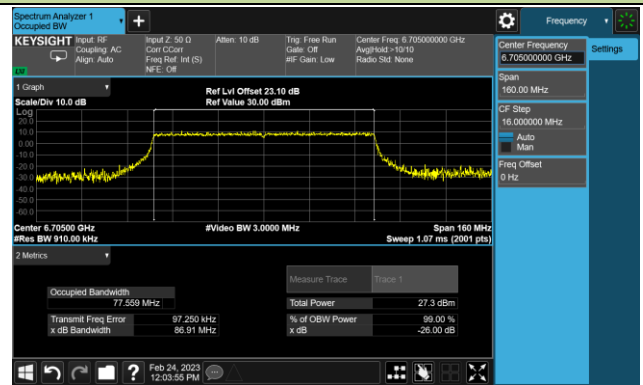 Spectrum Analyzer 1
Occupied BW
Frequency
KEYSIGHT
Input: RF
Coupling: AC
Align: Auto
Input Z: 50 Ω
Corr CCorr
Freq Ref: Int (S)
NFE: Off
Atten: 10 dB
Trig: Free Run
Gate: Off
#IF Gain: Low
Center Freq: 6.705000000 GHz
Avg|Hold:>10/10
Radio Std: None
1 Graph
Scale/Div 10.0 dB
Ref Lvl Offset 23.10 dB
Ref Value 30.00 dBm
Log
20.0
10.0
0.00
-10.0
-20.0
-30.0
-40.0
-50.0
-60.0
Center 6.70500 GHz
#Res BW 910.00 kHz
#Video BW 3.0000 MHz
Span 160 MHz
Sweep 1.07 ms (2001 pts)
2 Metrics
Measure Trace
Trace 1
Occupied Bandwidth
77.559 MHz
Total Power
27.3 dBm
Transmit Freq Error
97.250 kHz
% of OBW Power
99.00 %
x dB Bandwidth
86.91 MHz
x dB
-26.00 dB
Center Frequency
6.705000000 GHz
Settings
Span
160.00 MHz
CF Step
16.000000 MHz
Auto
Man
Freq Offset
0 Hz
Feb 24, 2023
12:03:55 PM